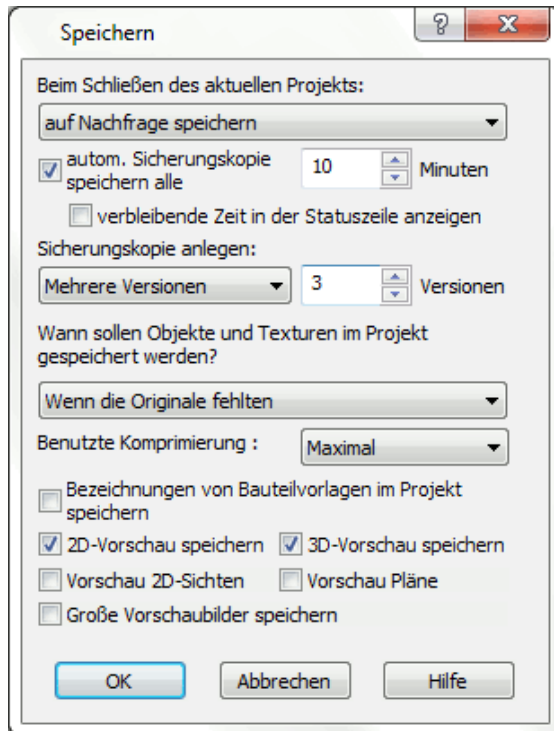 Speichern
Beim Schließen des aktuellen Projekts:
auf Nachfrage speichern
autom. Sicherungskopie
speichern alle
10
Minuten
verbleibende Zeit in der Statuszeile anzeigen
Sicherungskopie anlegen:
Mehrere Versionen
3
Versionen
Wann sollen Objekte und Texturen im Projekt
gespeichert werden?
Wenn die Originale fehlten
Benutzte Komprimierung :
Maximal
Bezeichnungen von Bauteilvorlagen im Projekt
speichern
2D-Vorschau speichern
3D-Vorschau speichern
Vorschau 2D-Sichten
Vorschau Pläne
Große Vorschaubilder speichern
OK
Abbrechen
Hilfe